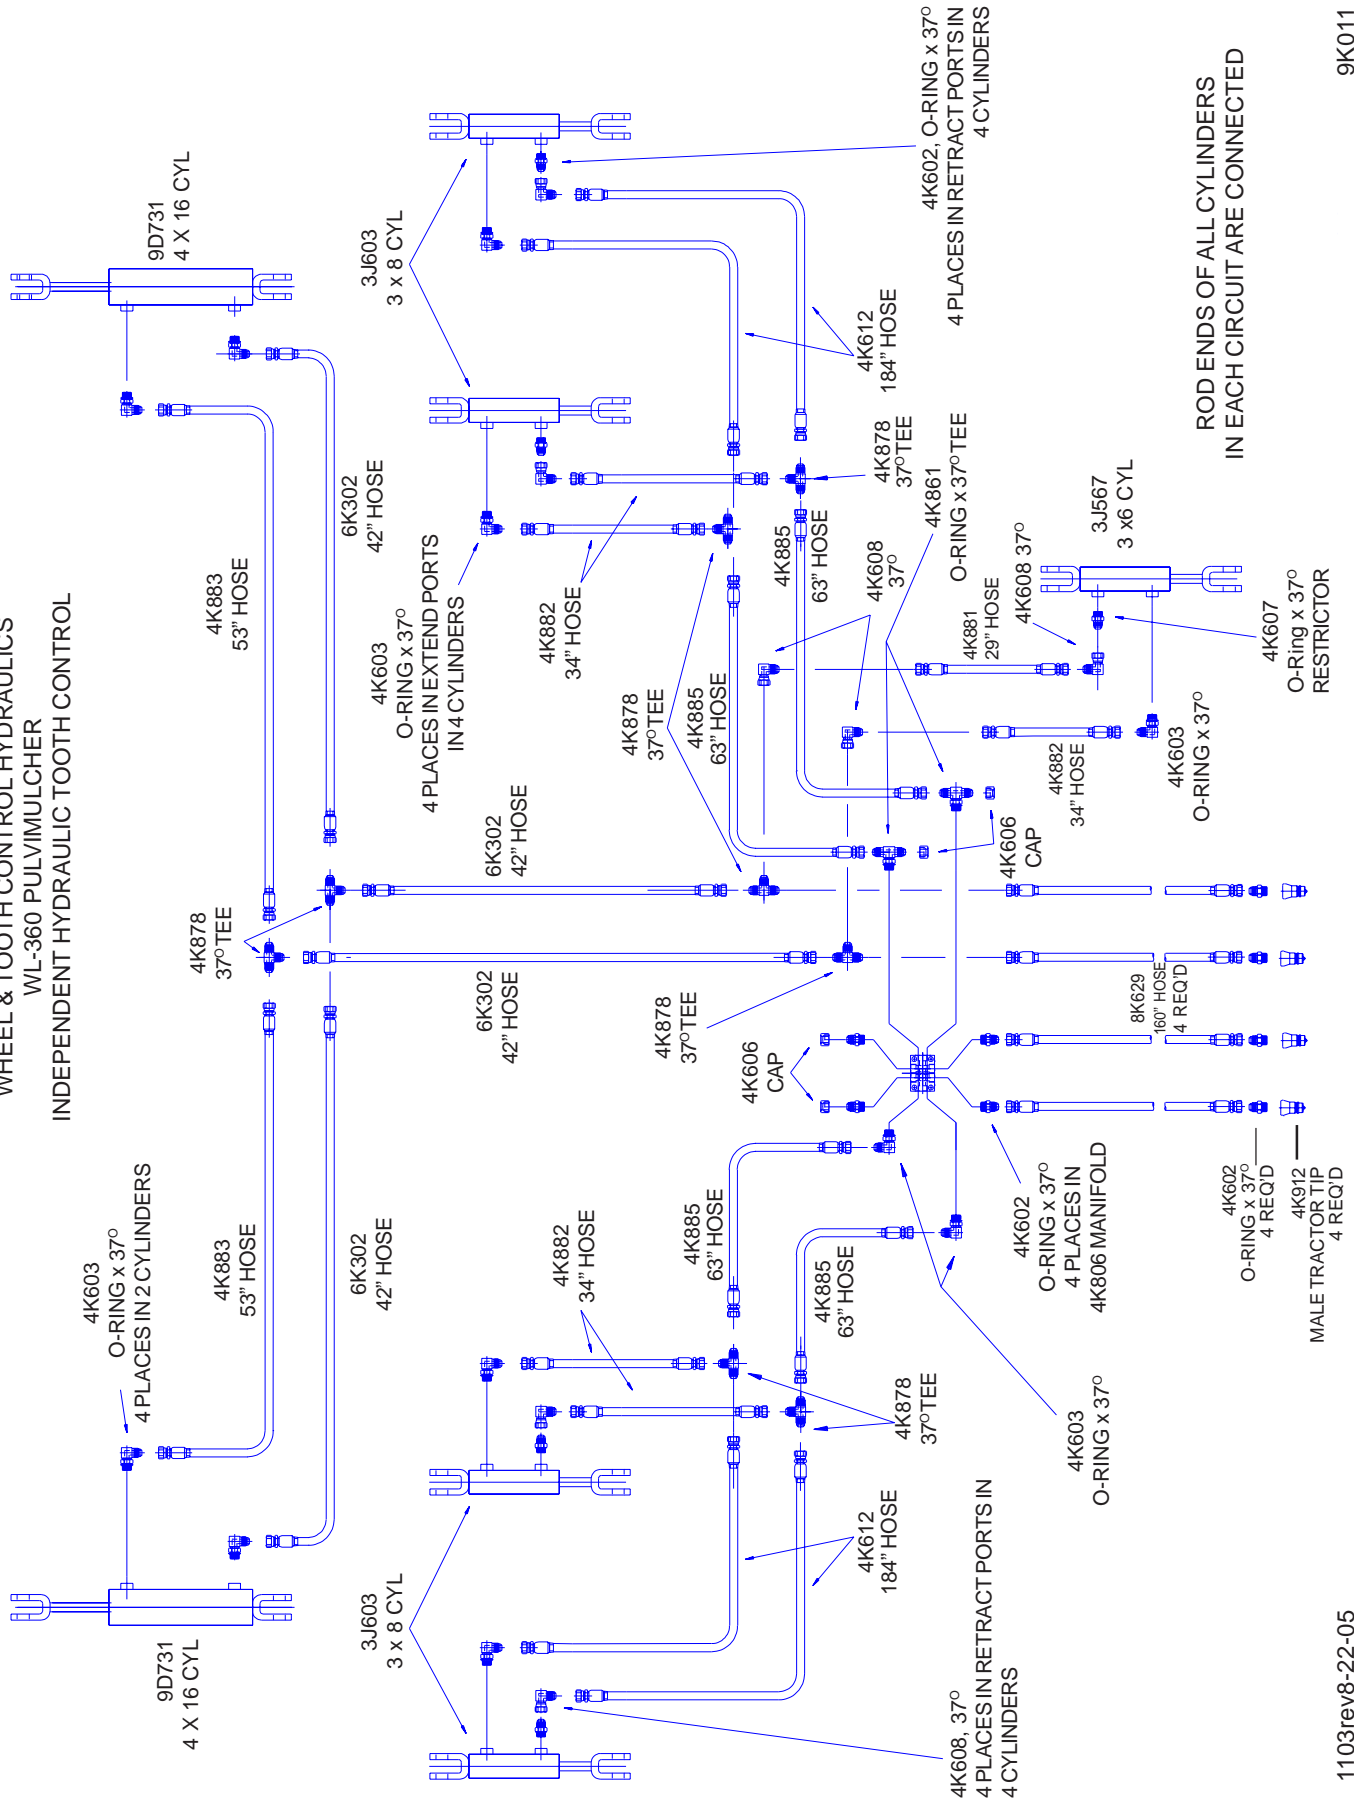 WHEEL & TOOTH CONTROL HYDRAULICS
WL-360 PULVIMULCHER
INDEPENDENT HYDRAULIC TOOTH CONTROL
9D731
4 X 16 CYL
4K603
O-RING x 37°
4 PLACES IN 2 CYLINDERS
4K883
53" HOSE
6K302
42" HOSE
4K878
37° TEE
4K883
53" HOSE
6K302
42" HOSE
9D731
4 X 16 CYL
3J603
3 x 8 CYL
4K882
34" HOSE
6K302
42" HOSE
6K302
42" HOSE
4K603
O-RING x 37°
4 PLACES IN EXTEND PORTS
IN 4 CYLINDERS
4K882
34" HOSE
3J603
3 x 8 CYL
4K885
63" HOSE
4K885
63" HOSE
4K878
37° TEE
4K606
CAP
4K878
37° TEE
4K878
37° TEE
4K885
63" HOSE
4K885
63" HOSE
4K608
37°
4K612
184" HOSE
4K612
184" HOSE
4K878
37° TEE
4K861
O-RING x 37° TEE
4K602, O-RING x 37°
4 PLACES IN RETRACT PORTS IN
4 CYLINDERS
4K608, 37°
4 PLACES IN RETRACT PORTS IN
4 CYLINDERS
4K603
O-RING x 37°
4K602
O-RING x 37°
4 PLACES IN
4K806 MANIFOLD
4K606
CAP
4K881
29" HOSE
4K608 37°
4K882
34" HOSE
3J567
3 x6 CYL
4K603
O-RING x 37°
4K607
O-Ring x 37°
RESTRICTOR
8K629
160" HOSE
4 REQ'D
4K602
O-RING x 37°
4 REQ'D
4K912
MALE TRACTOR TIP
4 REQ'D
ROD ENDS OF ALL CYLINDERS
IN EACH CIRCUIT ARE CONNECTED
1103rev8-22-05
9K011